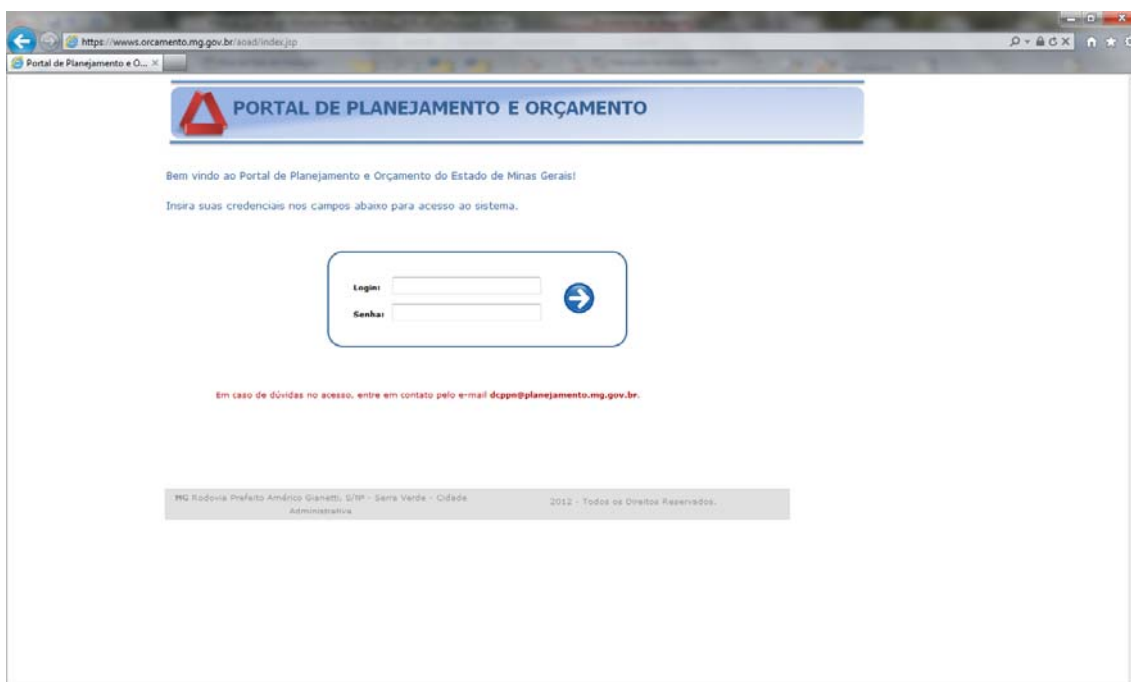 https://wwws.orcamento.mg.gov.br/aoad/index.jsp
Portal de Planejamento e O...
PORTAL DE PLANEJAMENTO E ORÇAMENTO
Bem vindo ao Portal de Planejamento e Orçamento do Estado de Minas Gerais!
Insira suas credenciais nos campos abaixo para acesso ao sistema.
Login:
Senha:
Em caso de dúvidas no acesso, entre em contato pelo e-mail dcppn@planejamento.mg.gov.br.
MG Rodovia Prefeito Américo Gianetti, S/Nº - Serra Verde - Cidade
Administrativa
2012 - Todos os Direitos Reservados.